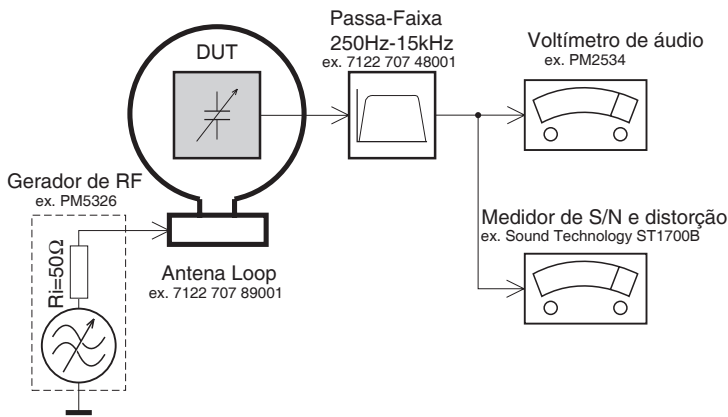 Passa-Faixa
250Hz-15kHz
ex. 7122 707 48001
DUT
Voltímetro de áudio
ex. PM2534
Gerador de RF
ex. PM5326
Ri=50Ω
Antena Loop
ex. 7122 707 89001
Medidor de S/N e distorção
ex. Sound Technology ST1700B